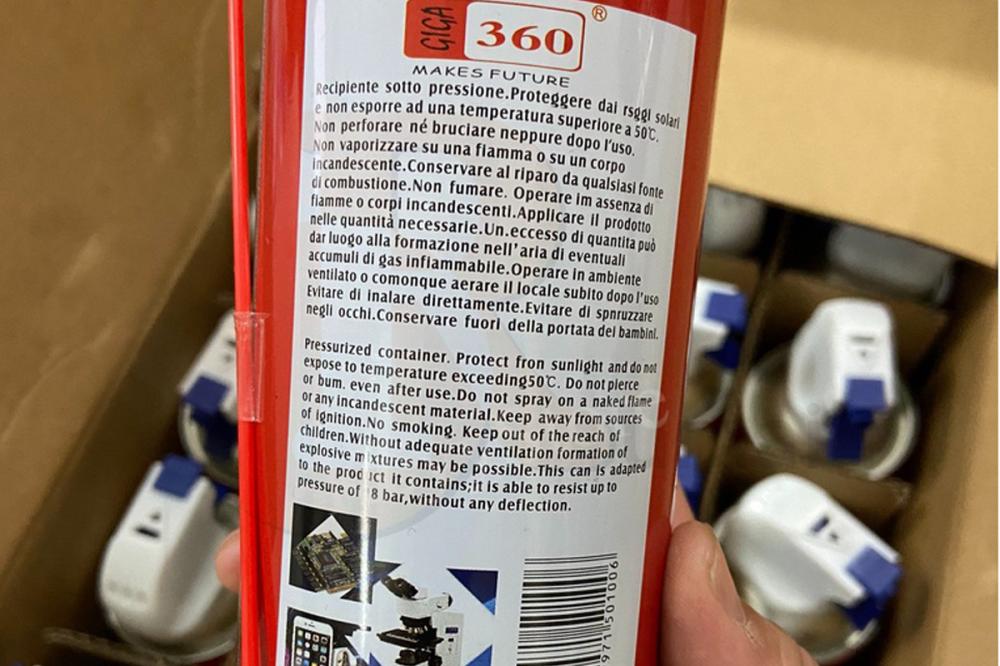 GIGA 360®
MAKES FUTURE
Recipiente sotto pressione.Proteggere dai rsggi solari
e non esporre ad una temperatura superiore a 50℃.
Non perforare né bruciare neppure dopo l'uso.
Non vaporizzare su una fiamma o su un corpo
incandescente.Conservare al riparo da qualsiasi fonte
di combustione.Non fumare. Operare im assenza di
fiamme o corpi incandescenti.Applicare il prodotto
nelle quantità necessarle.Un.eccesso di quantita può
dar luogo alla formazione nell'aria di eventuali
accumuli di gas infiammabile.Operare in ambiente
ventilato o comonque aerare il locale subito dopo l'uso
Evitare di inalare direttamente.Evitare di spnruzzare
negli occhi.Conservare fuori della portata dei bambini.
Pressurized container. Protect fron sunlight and do not
expose to temperature exceeding50℃. Do not pierce
or bum. even after use.Do not spray on a naked flame
or any incandescent material.Keep away from sources
of ignition.No smoking. Keep out of the reach of
children.Without adequate ventilation formation of
explosive mixtures may be possible.This can is adapted
to the product it contains;it is able to resist up to
pressure of 18 bar,without any deflection.
971501006